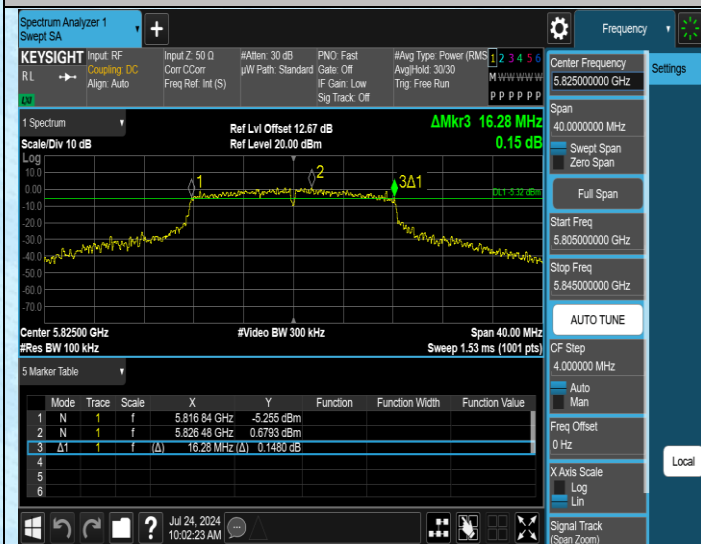 Spectrum Analyzer 1
Swept SA
+
Frequency
KEYSIGHT
RL
LXI
Input: RF
Coupling: DC
Align: Auto
Input Z: 50 Ω
Corr CCorr
Freq Ref: Int (S)
#Atten: 30 dB
µW Path: Standard
PNO: Fast
Gate: Off
IF Gain: Low
Sig Track: Off
#Avg Type: Power (RMS
Avg|Hold: 30/30
Trig: Free Run
1 2 3 4 5 6
M W W W W W
P P P P P P
1 Spectrum
Scale/Div 10 dB
Ref Lvl Offset 12.67 dB
Ref Level 20.00 dBm
ΔMkr3 16.28 MHz
0.15 dB
Log
10.0
0.00
-10.0
-20.0
-30.0
-40.0
-50.0
-60.0
-70.0
1
2
3Δ1
DL1 -5.32 dBm
Center 5.82500 GHz
#Video BW 300 kHz
Span 40.00 MHz
#Res BW 100 kHz
Sweep 1.53 ms (1001 pts)
5 Marker Table
Mode Trace Scale X Y Function Function Width Function Value
1 N 1 f 5.816 84 GHz -5.255 dBm
2 N 1 f 5.826 48 GHz 0.6793 dBm
3 Δ1 1 f (Δ) 16.28 MHz (Δ) 0.1480 dB
4
5
6
?
Jul 24, 2024
10:02:23 AM
Center Frequency
5.825000000 GHz
Span
40.0000000 MHz
Swept Span
Zero Span
Full Span
Start Freq
5.805000000 GHz
Stop Freq
5.845000000 GHz
AUTO TUNE
CF Step
4.000000 MHz
Auto
Man
Freq Offset
0 Hz
X Axis Scale
Log
Lin
Signal Track
(Span Zoom)
Settings
Local